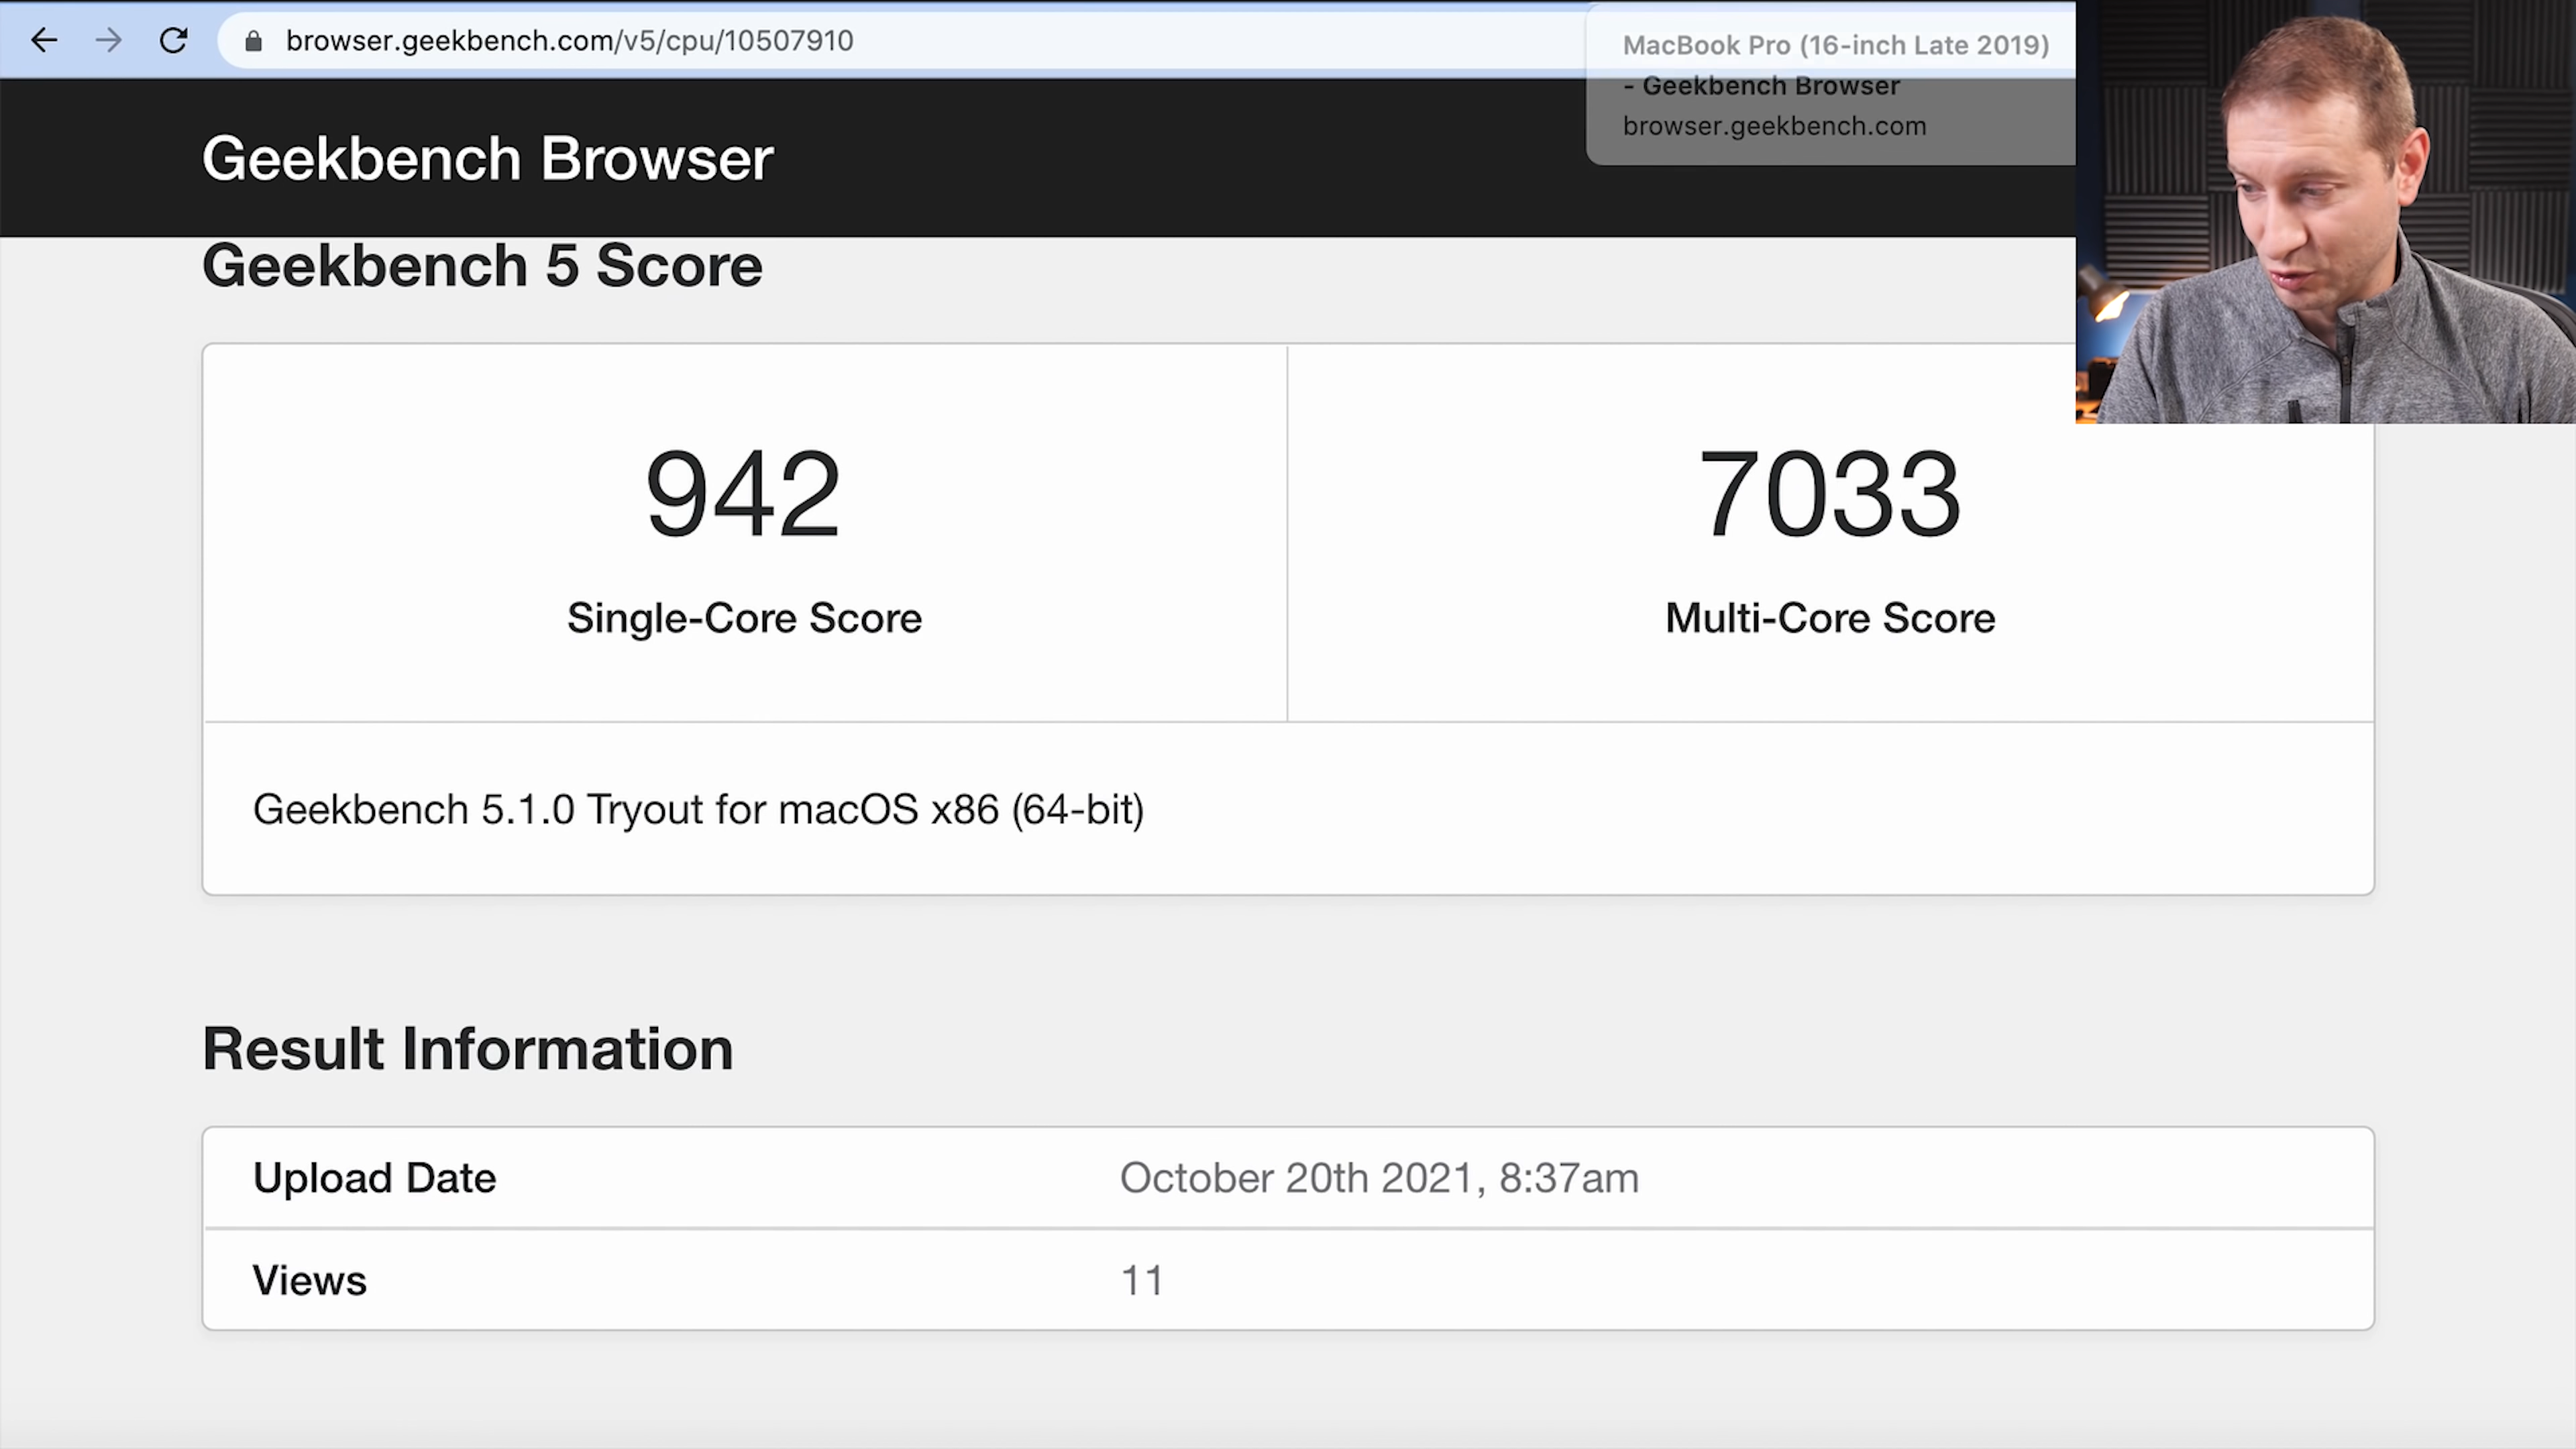 browser.geekbench.com/v5/cpu/10507910
MacBook Pro (16-inch Late 2019)
- Geekbench Browser
browser.geekbench.com
Geekbench Browser
Geekbench 5 Score
942
Single-Core Score
7033
Multi-Core Score
Geekbench 5.1.0 Tryout for macOS x86 (64-bit)
Result Information
Upload Date
October 20th 2021, 8:37am
Views
11